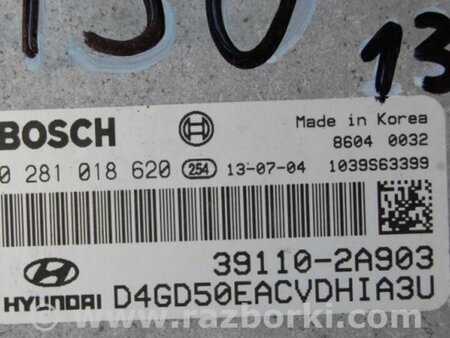 130
13
BOSCH
Made in Korea
8604 0032
0 281 018 620 254 13-07-04 1039S63399
39110-2A903
HYUNDAI D4GD50EACVDHIA3U
www.razborki.com